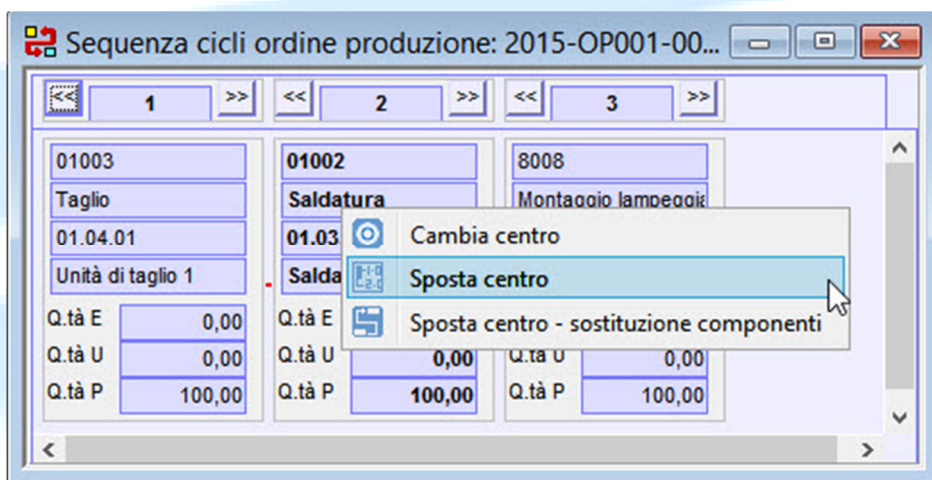 Sequenza cicli ordine produzione: 2015-OP001-00...
<< 1 >> << 2 >> << 3 >>
01003 01002 8008
Taglio Saldatura Montaggio lampeggia
01.04.01 01.03
Unità di taglio 1 Salda
Cambia centro
Sposta centro
Sposta centro - sostituzione componenti
Q.tà E 0,00 Q.tà E
Q.tà U 0,00 Q.tà U 0,00 Q.tà U 0,00
Q.tà P 100,00 Q.tà P 100,00 Q.tà P 100,00